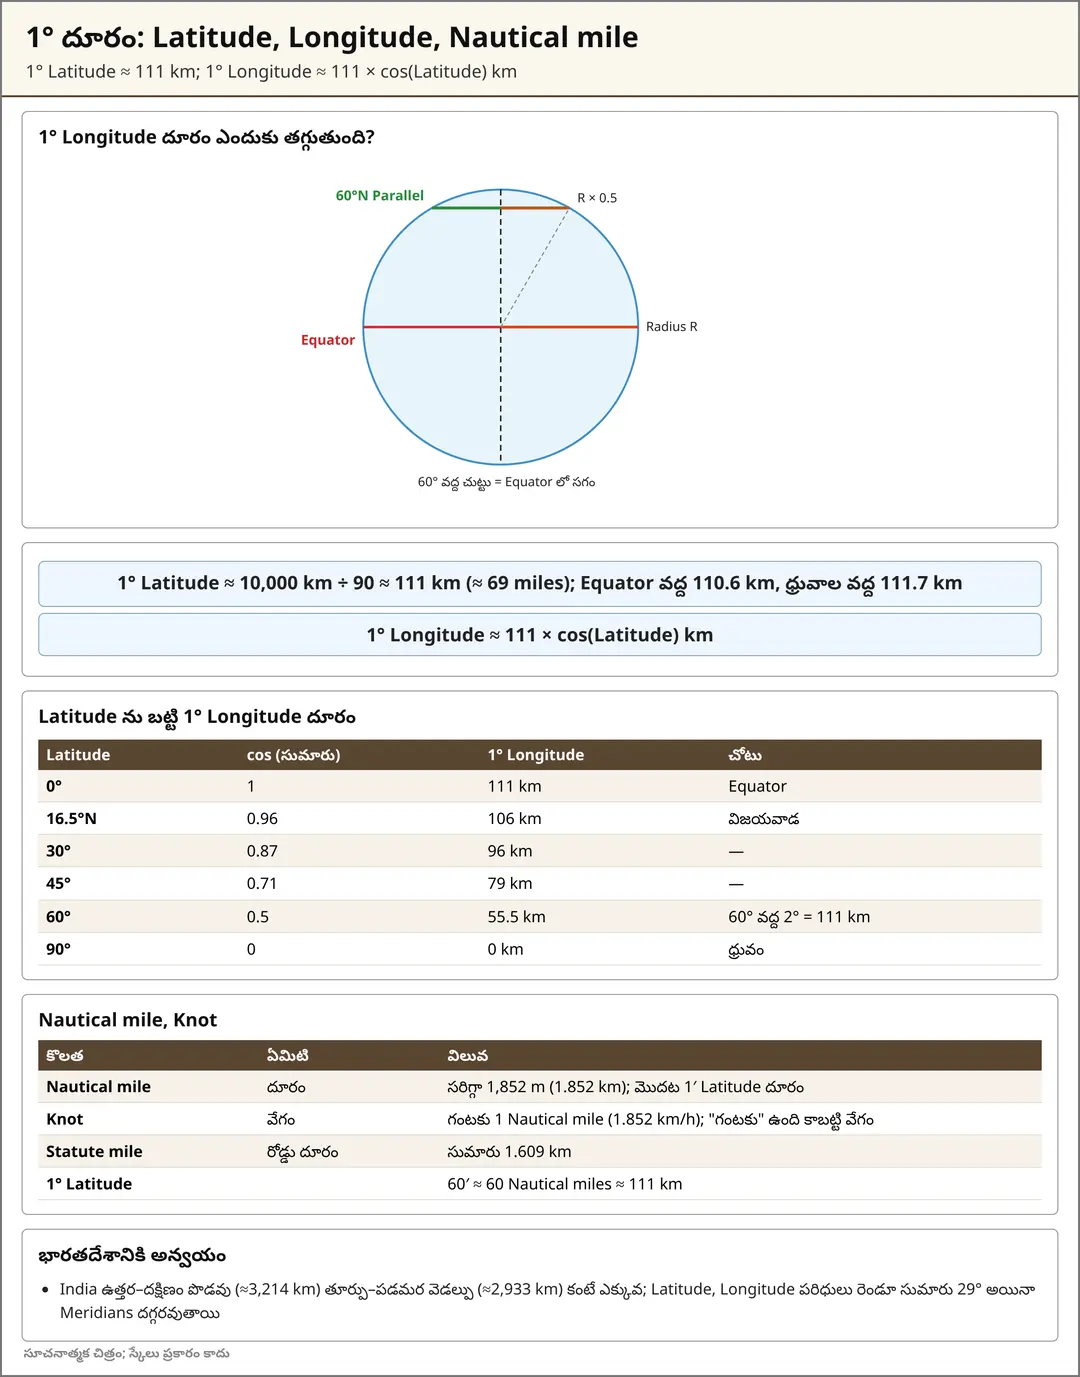 1° దూరం: Latitude, Longitude, Nautical mile
1° Latitude ≈ 111 km; 1° Longitude ≈ 111 × cos(Latitude) km
1° Longitude దూరం ఎందుకు తగ్గుతుంది?
60°N Parallel
R × 0.5
Equator
Radius R
60° వద్ద చుట్టు = Equator లో సగం
1° Latitude ≈ 10,000 km ÷ 90 ≈ 111 km (≈ 69 miles); Equator వద్ద 110.6 km, ధ్రువాల వద్ద 111.7 km
1° Longitude ≈ 111 × cos(Latitude) km
Latitude ను బట్టి 1° Longitude దూరం
Latitude cos (సుమారు) 1° Longitude చోటు
0° 1 111 km Equator
16.5°N 0.96 106 km విజయవాడ
30° 0.87 96 km —
45° 0.71 79 km —
60° 0.5 55.5 km 60° వద్ద 2° = 111 km
90° 0 0 km ధ్రువం
Nautical mile, Knot
కొలత ఏమిటి విలువ
Nautical mile దూరం సరిగ్గా 1,852 m (1.852 km); మొదట 1′ Latitude దూరం
Knot వేగం గంటకు 1 Nautical mile (1.852 km/h); "గంటకు" ఉంది కాబట్టి వేగం
Statute mile రోడ్డు దూరం సుమారు 1.609 km
1° Latitude 60′ ≈ 60 Nautical miles ≈ 111 km
భారతదేశానికి అన్వయం
• India ఉత్తర–దక్షిణం పొడవు (≈3,214 km) తూర్పు–పడమర వెడల్పు (≈2,933 km) కంటే ఎక్కువ; Latitude, Longitude పరిధులు రెండూ సుమారు 29° అయినా
Meridians దగ్గరవుతాయి
సూచనాత్మక చిత్రం; స్కేలు ప్రకారం కాదు